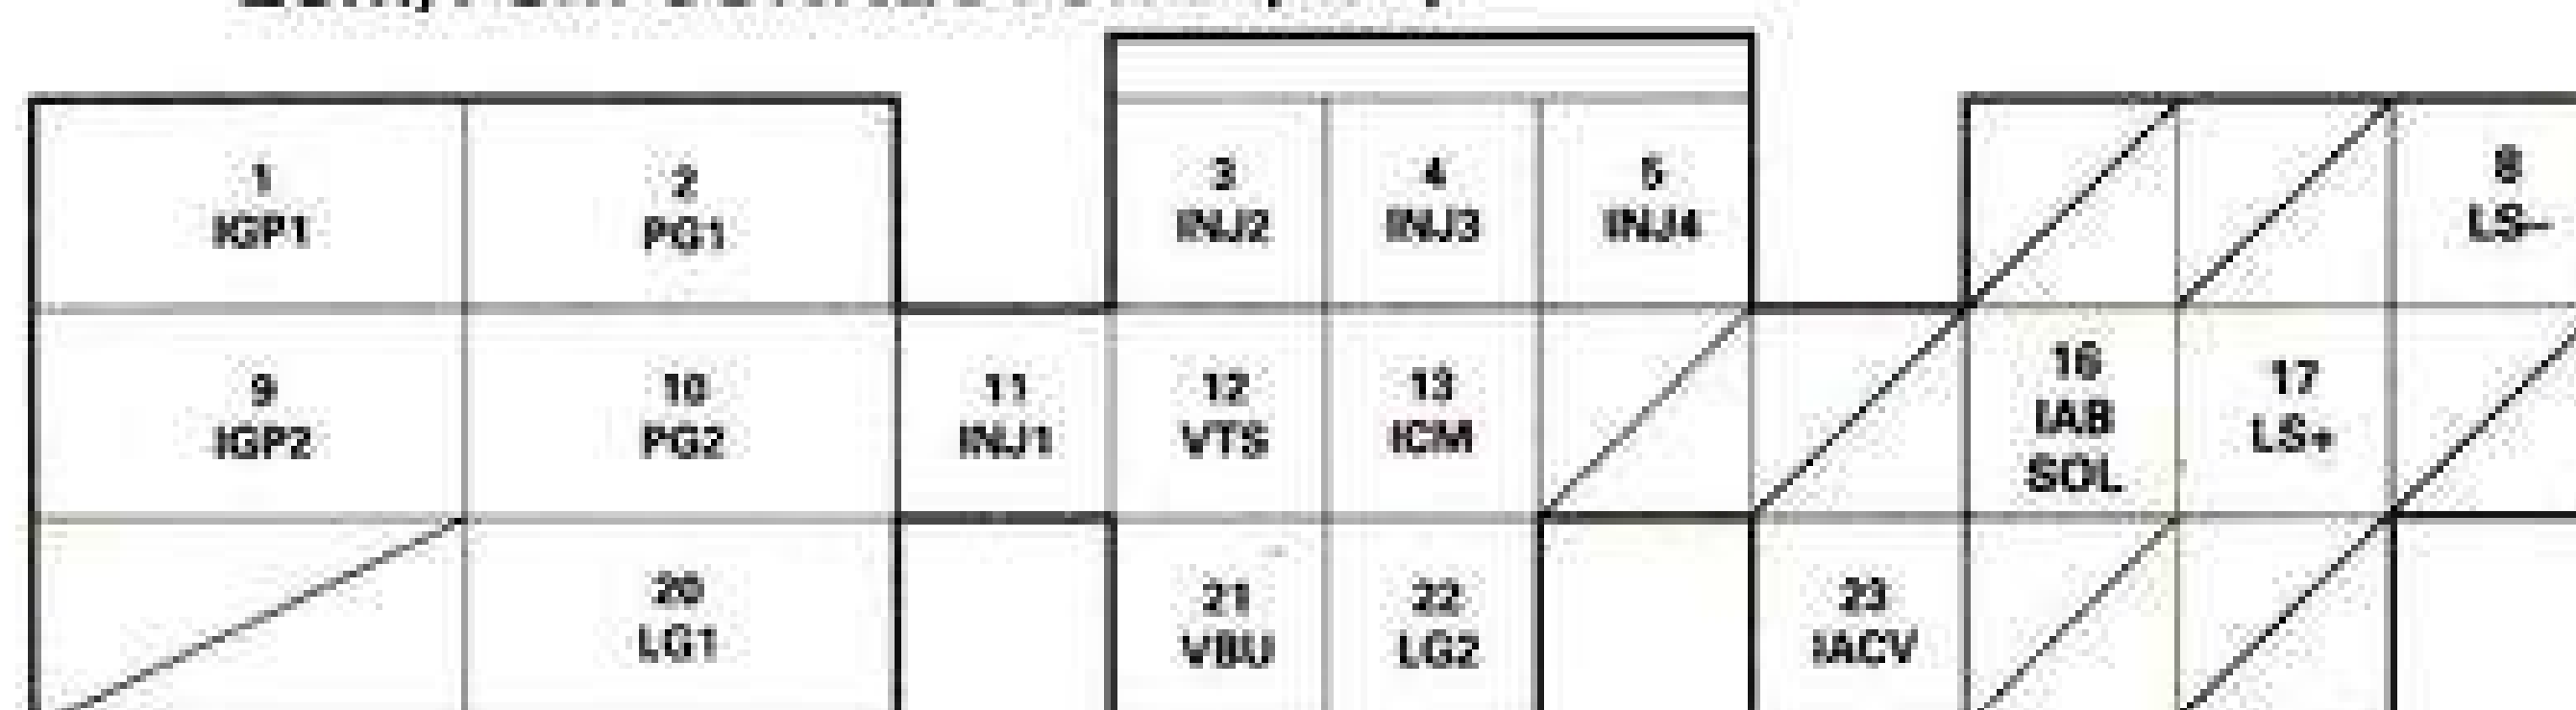 1 2 3 4 5 8
IGP1 PG1 INJ2 INJ3 INJ4 LS–
9 10 11 12 13 16 17
IGP2 PG2 INJ1 VTS ICM IAB LS+
SOL
20 21 22 23
LG1 VBU LG2 IACV